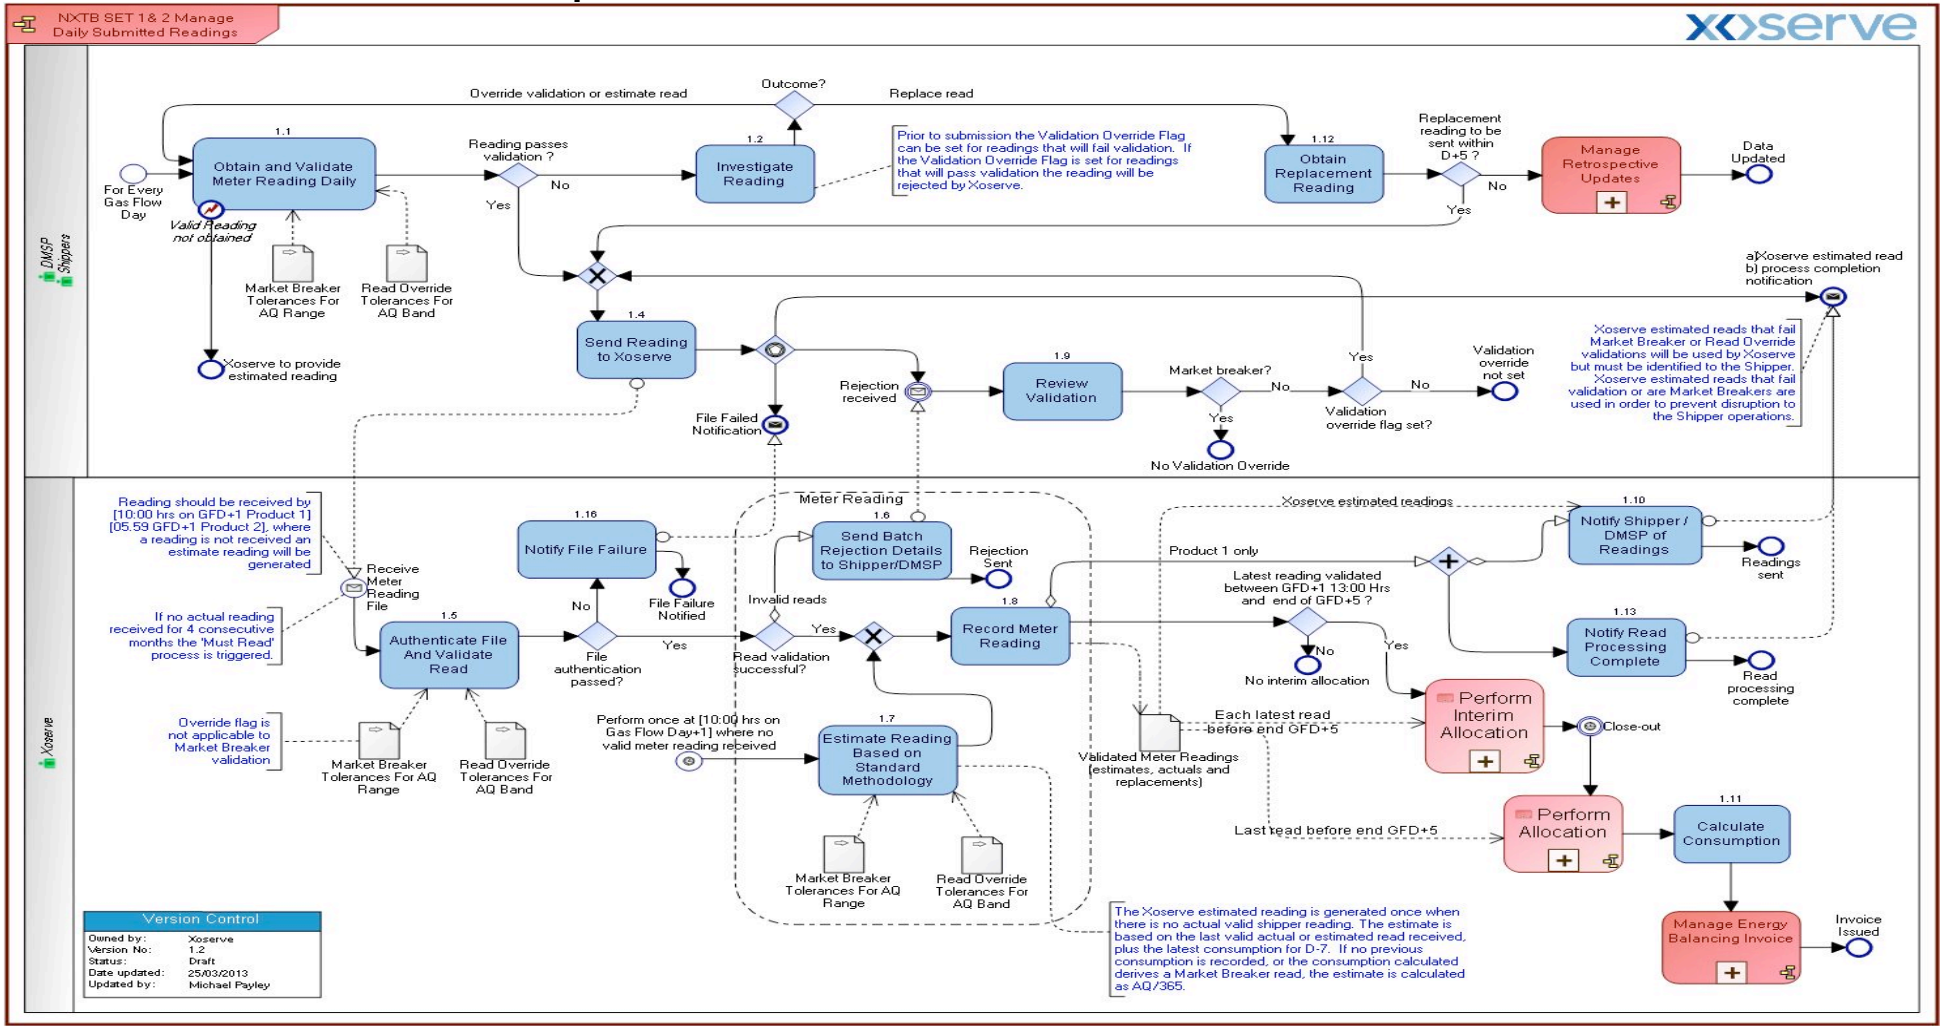 NXTB SET 1& 2 Manage
Daily Submitted Readings
xoserve
DMSP
Shippers
Override validation or estimate read
Outcome?
Replace read
1.1
Obtain and Validate
Meter Reading Daily
For Every
Gas Flow
Day
Valid Reading
not obtained
Market Breaker
Tolerances For
AQ Range
Read Override
Tolerances For
AQ Band
Xoserve to provide
estimated reading
Reading passes
validation ?
No
Yes
1.2
Investigate
Reading
Prior to submission the Validation Override Flag
can be set for readings that will fail validation. If
the Validation Override Flag is set for readings
that will pass validation the reading will be
rejected by Xoserve.
1.12
Obtain
Replacement
Reading
Replacement
reading to be
sent within
D+5 ?
No
Yes
Manage
Retrospective
Updates
Data
Updated
1.4
Send Reading
to Xoserve
File Failed
Notification
Rejection
received
1.9
Review
Validation
Market breaker?
No
Yes
No Validation Override
Yes
No
Validation
override flag set?
Validation
override
not set
a)Xoserve estimated read
b) process completion
notification
Xoserve estimated reads that fail
Market Breaker or Read Override
validations will be used by Xoserve
but must be identified to the Shipper.
Xoserve estimated reads that fail
validation or are Market Breakers are
used in order to prevent disruption to
the Shipper operations.
Xoserve
Reading should be received by
[10:00 hrs on GFD+1 Product 1]
[05.59 GFD+1 Product 2], where
a reading is not received an
estimate reading will be
generated
If no actual reading
received for 4 consecutive
months the 'Must Read'
process is triggered.
Override flag is
not applicable to
Market Breaker
validation
Receive
Meter
Reading
File
1.5
Authenticate File
And Validate
Read
Market Breaker
Tolerances For AQ
Range
Read Override
Tolerances For
AQ Band
1.16
Notify File Failure
No
File Failure
Notified
File
authentication
passed?
Yes
Meter Reading
1.6
Send Batch
Rejection Details
to Shipper/DMSP
Rejection
Sent
Invalid reads
Yes
Read validation
successful?
1.8
Record Meter
Reading
Perform once at [10:00 hrs on
Gas Flow Day+1] where no
valid meter reading received
1.7
Estimate Reading
Based on
Standard
Methodology
Market Breaker
Tolerances For AQ
Range
Read Override
Tolerances For
AQ Band
Product 1 only
Xoserve estimated readings
Latest reading validated
between GFD+1 13:00 Hrs
and end of GFD+5 ?
No
Yes
No interim allocation
1.10
Notify Shipper /
DMSP of
Readings
Readings
sent
1.13
Notify Read
Processing
Complete
Read
processing
complete
Validated Meter Readings
(estimates, actuals and
replacements)
Each latest read
before end GFD+5
Perform
Interim
Allocation
Close-out
Last read before end GFD+5
Perform
Allocation
1.11
Calculate
Consumption
Manage Energy
Balancing Invoice
Invoice
Issued
The Xoserve estimated reading is generated once when
there is no actual valid shipper reading. The estimate is
based on the last valid actual or estimated read received,
plus the latest consumption for D-7. If no previous
consumption is recorded, or the consumption calculated
derives a Market Breaker read, the estimate is calculated
as AQ/365.
Version Control
Owned by: Xoserve
Version No: 1.2
Status: Draft
Date updated: 25/03/2013
Updated by: Michael Payley